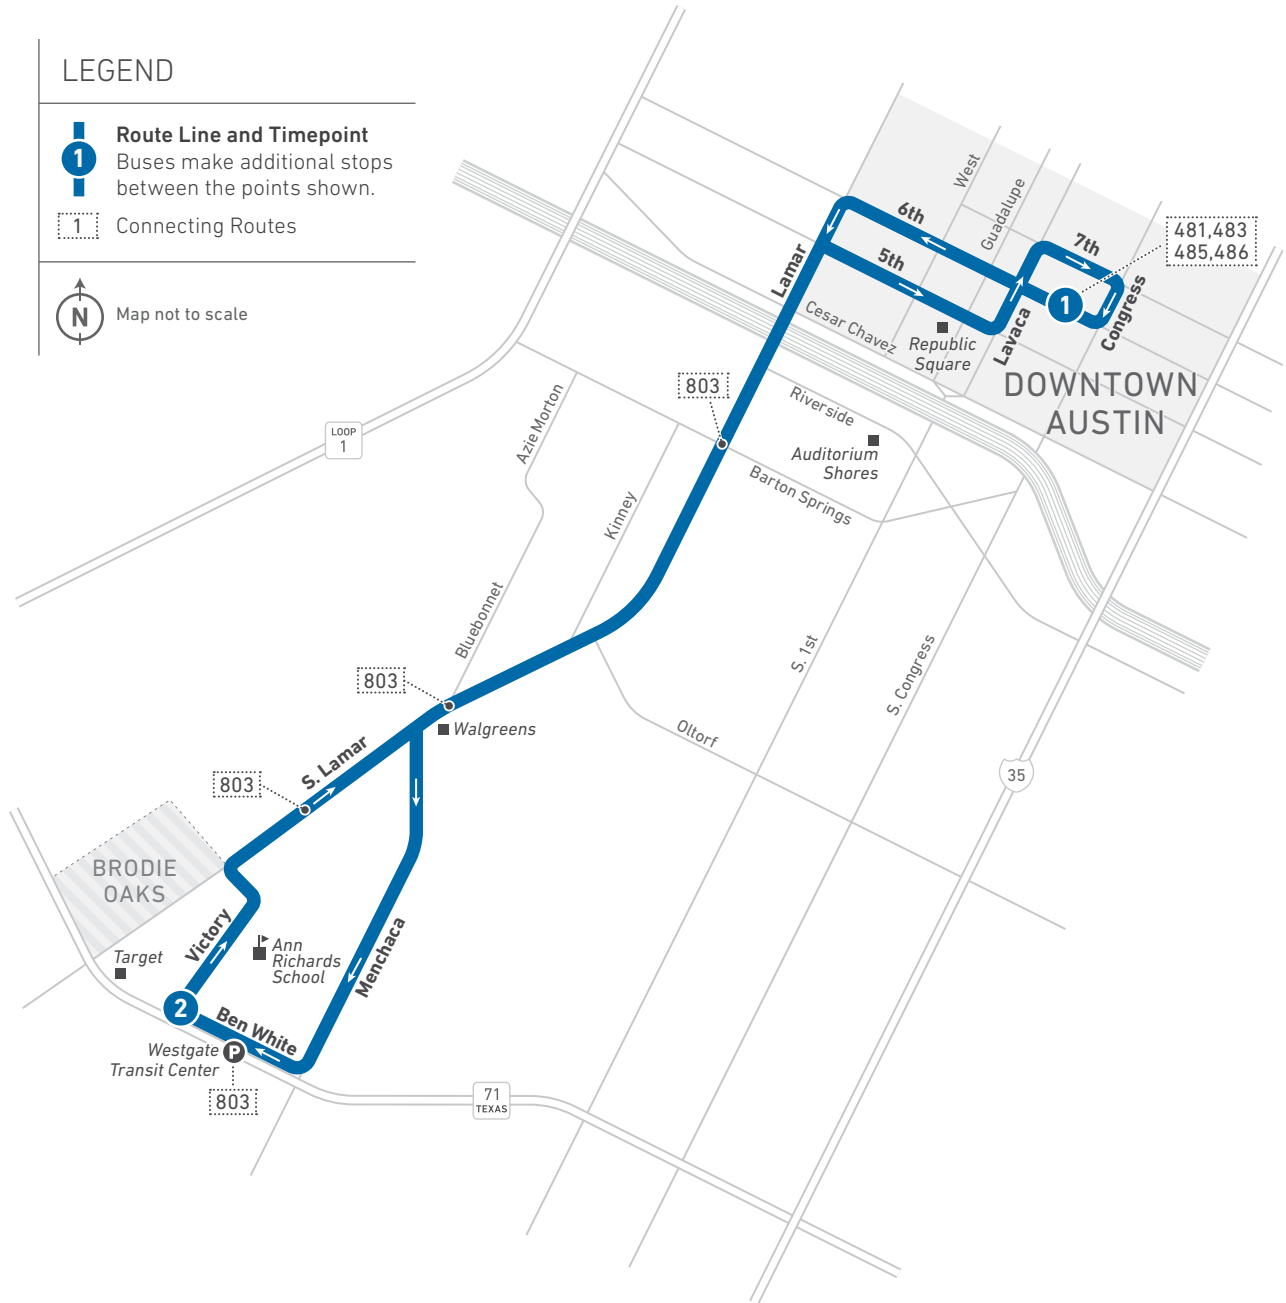 LEGEND
1
Route Line and Timepoint
Buses make additional stops
between the points shown.
1
Connecting Routes
N
Map not to scale
West
Guadalupe
6th
5th
7th
481,483
485,486
1
Lamar
Congress
Lavaca
Cesar Chavez
Republic
Square
DOWNTOWN
AUSTIN
803
Riverside
Auditorium
Shores
Barton Springs
LOOP
1
Azie Morton
Kinney
Bluebonnet
S. 1st
S. Congress
803
Walgreens
Oltorf
S. Lamar
803
35
BRODIE
OAKS
Victory
Target
Ann
Richards
School
Menchaca
2
Ben White
Westgate
Transit Center
P
803
71
TEXAS